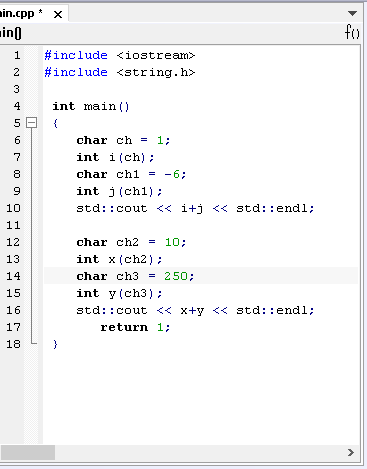 ain.cpp * x
ain() f()
1 #include <iostream>
2 #include <string.h>
3
4 int main()
5 {
6 char ch = 1;
7 int i(ch);
8 char ch1 = -6;
9 int j(ch1);
10 std::cout << i+j << std::endl;
11
12 char ch2 = 10;
13 int x(ch2);
14 char ch3 = 250;
15 int y(ch3);
16 std::cout << x+y << std::endl;
17 return 1;
18 }